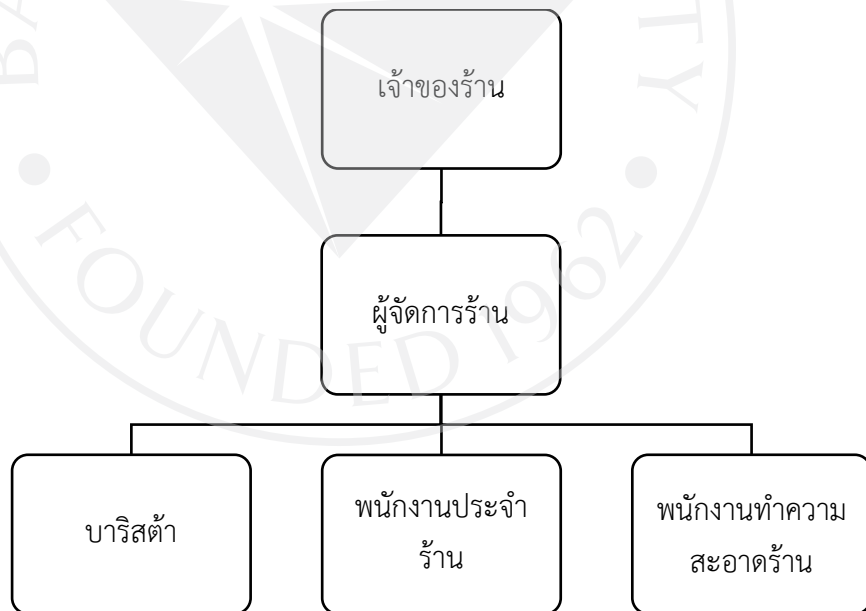 เจ้าของร้าน
ผู้จัดการร้าน
บาริสต้า
พนักงานประจำ
ร้าน
พนักงานทำความ
สะอาดร้าน
FOUNDED 1962